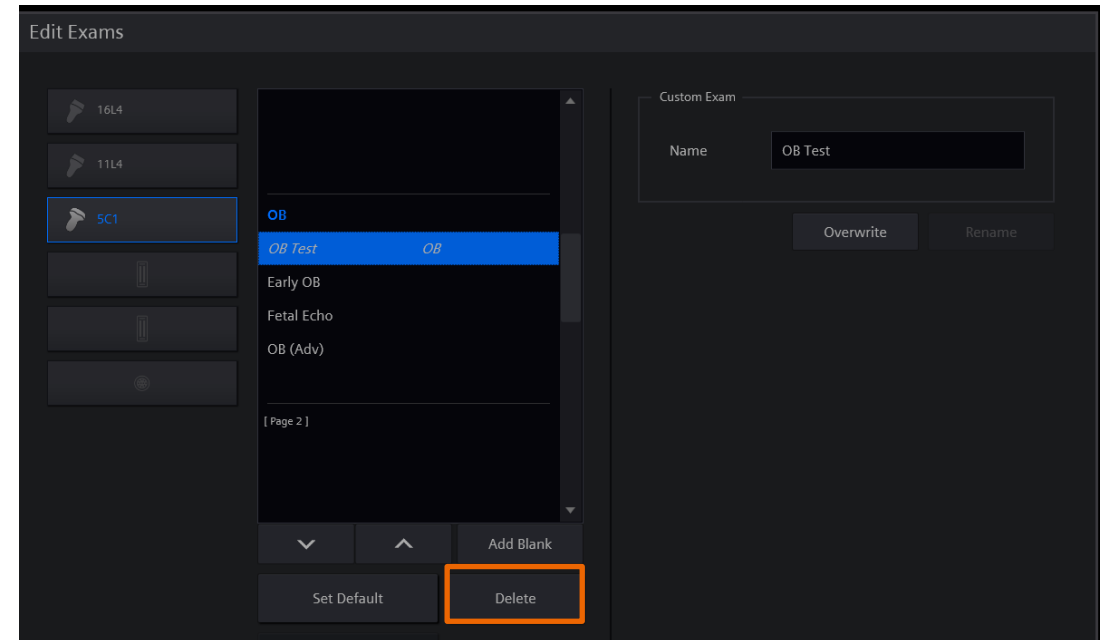 Edit Exams
16L4
11L4
5C1
OB
OB Test OB
Early OB
Fetal Echo
OB (Adv)
[ Page 2 ]
Add Blank
Set Default
Delete
Custom Exam
Name OB Test
Overwrite Rename